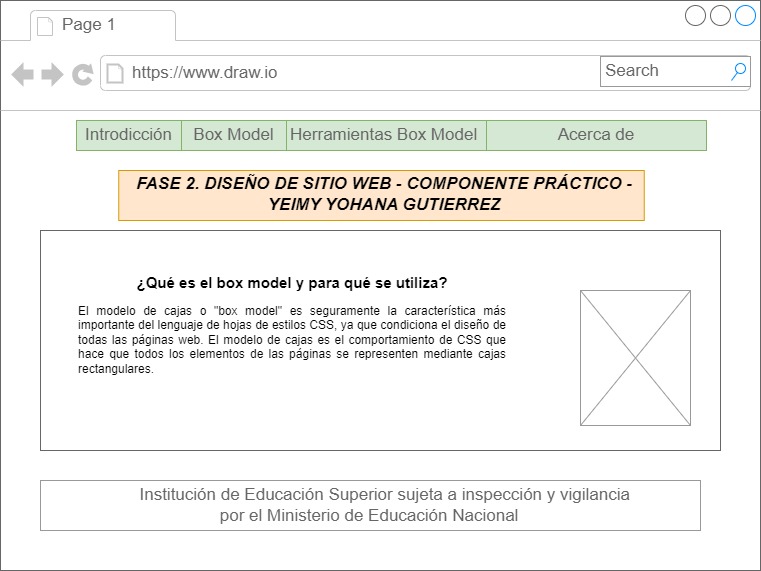 Page 1
https://www.draw.io
Search
Introdicción Box Model Herramientas Box Model Acerca de
FASE 2. DISEÑO DE SITIO WEB - COMPONENTE PRÁCTICO -
YEIMY YOHANA GUTIERREZ
¿Qué es el box model y para qué se utiliza?
El modelo de cajas o "box model" es seguramente la característica más
importante del lenguaje de hojas de estilos CSS, ya que condiciona el diseño de
todas las páginas web. El modelo de cajas es el comportamiento de CSS que
hace que todos los elementos de las páginas se representen mediante cajas
rectangulares.
Institución de Educación Superior sujeta a inspección y vigilancia
por el Ministerio de Educación Nacional